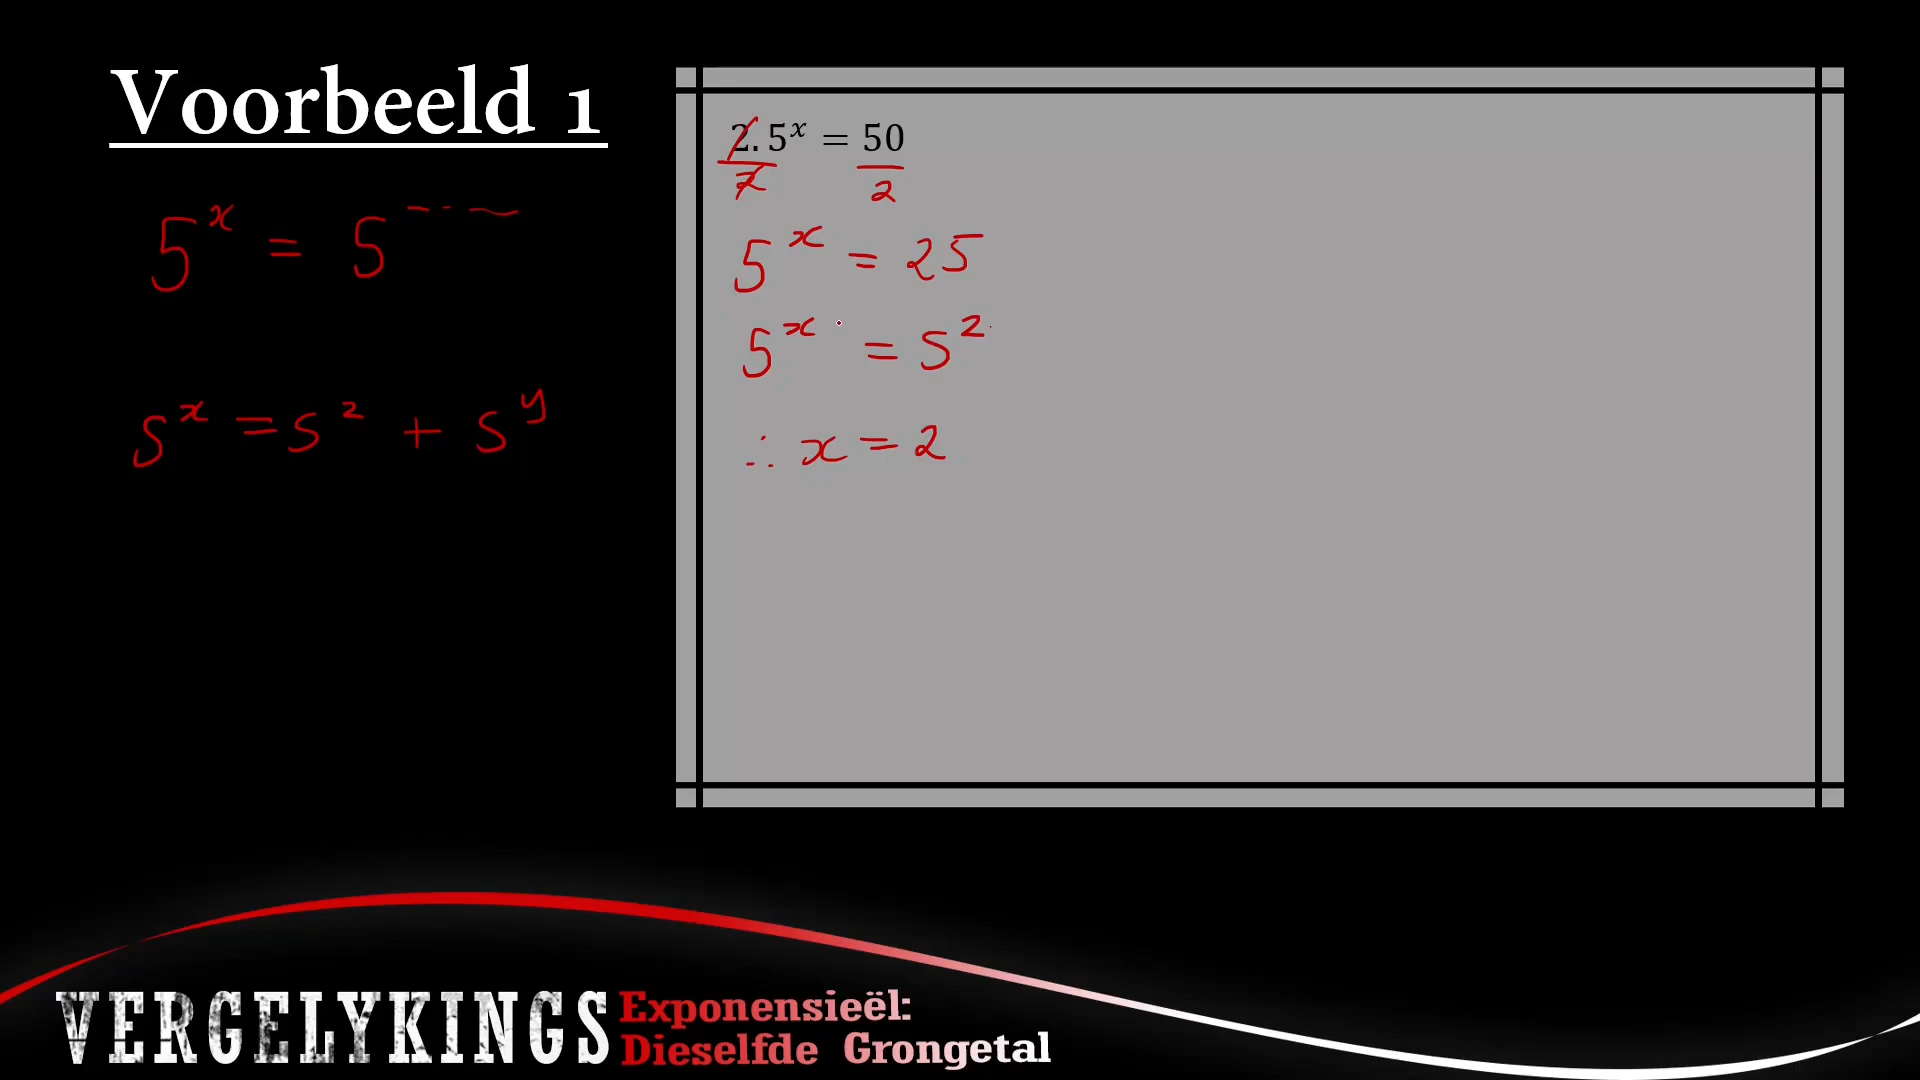 Voorbeeld 1
5^x = 5^-·--
5^x = 5^2 + 5^y
2. 5^x = 50
2 2
5^x = 25
5^x = 5^2
∴ x = 2
VERGELYKINGS
Exponensieël:
Dieselfde Grongetal